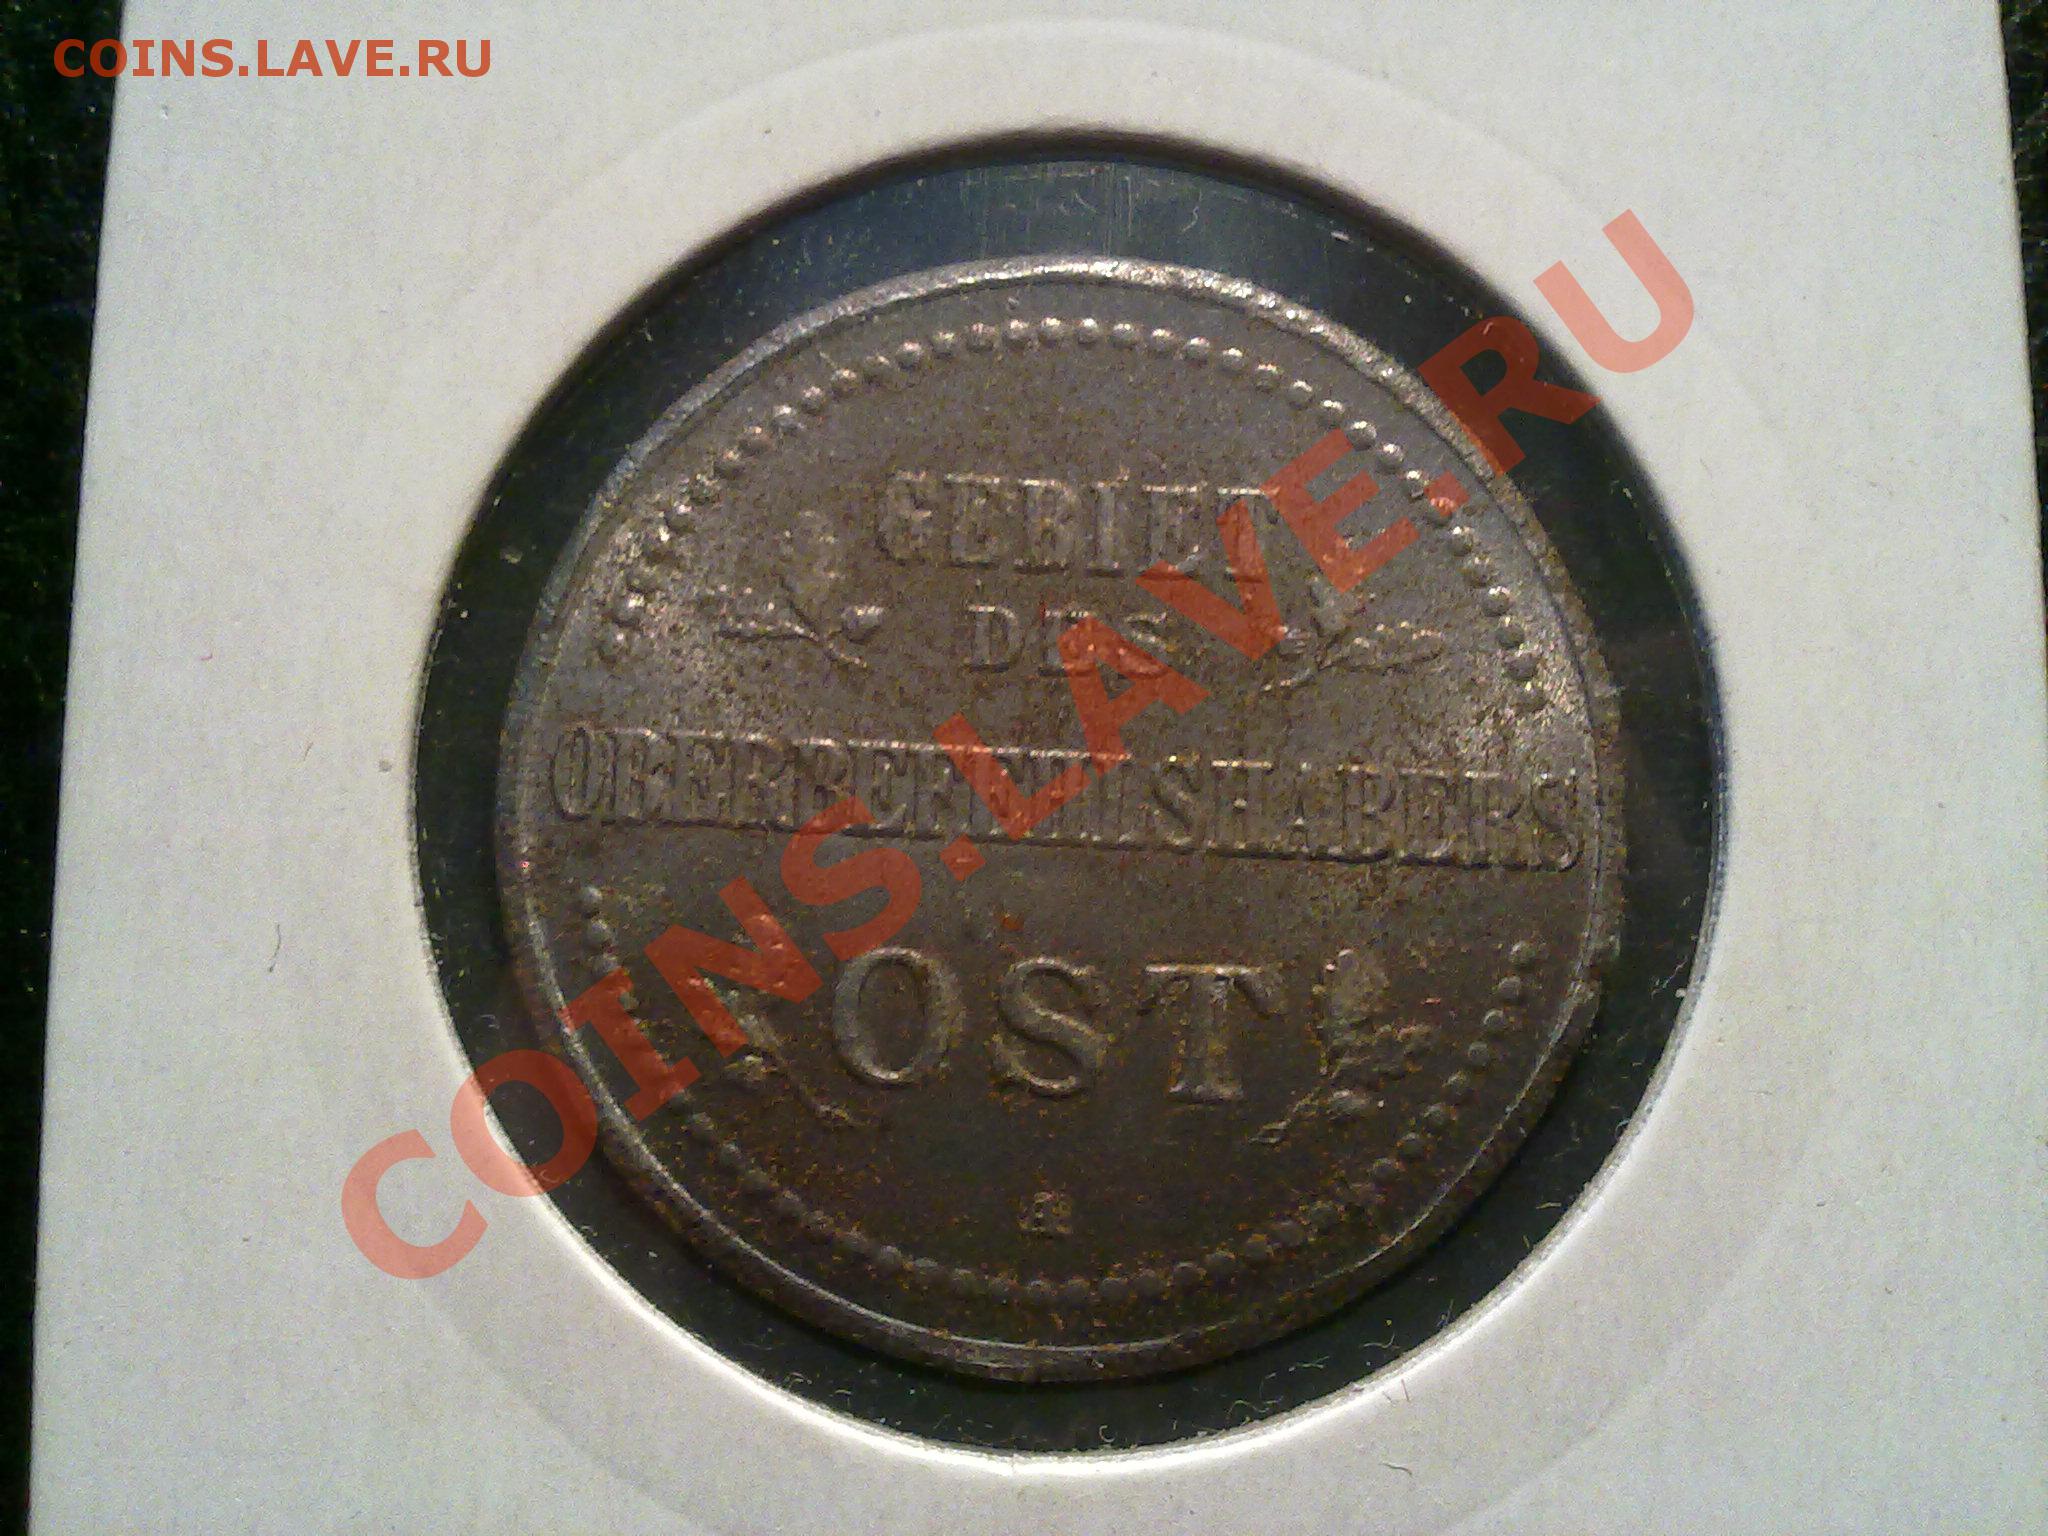 COINS.LAVE.RU
GEBIET
DES
OBERBEFEHLSHABERS
OST
COINS.LAVE.RU